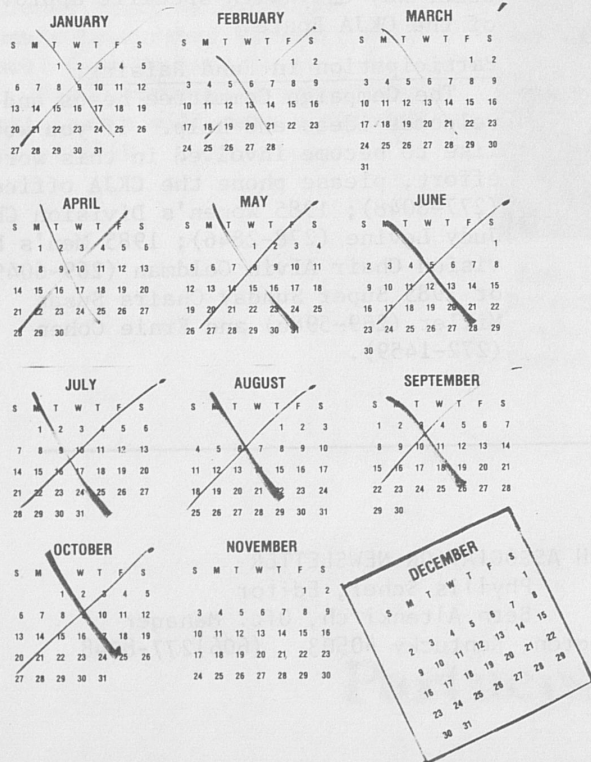 JANUARY
S M T W T F S
1 2 3 4 5
6 7 8 9 10 11 12
13 14 15 16 17 18 19
20 21 22 23 24 25 26
27 28 29 30 31
FEBRUARY
S M T W T F S
1 2
3 4 5 6 7 8 9
10 11 12 13 14 15 16
17 18 19 20 21 22 23
24 25 26 27 28
MARCH
S M T W T F S
1 2
3 4 5 6 7 8 9
10 11 12 13 14 15 16
17 18 19 20 21 22 23
24 25 26 27 28 29 30
31
APRIL
S M T W T F S
1 2 3 4 5 6
7 8 9 10 11 12 13
14 15 16 17 18 19 20
21 22 23 24 25 26 27
28 29 30
MAY
S M T W T F S
1 2 3 4
5 6 7 8 9 10 11
12 13 14 15 16 17 18
19 20 21 22 23 24 25
26 27 28 29 30 31
JUNE
S M T W T F S
1
2 3 4 5 6 7 8
9 10 11 12 13 14 15
16 17 18 19 20 21 22
23 24 25 26 27 28 29
30
JULY
S M T W T F S
1 2 3 4 5 6
7 8 9 10 11 12 13
14 15 16 17 18 19 20
21 22 23 24 25 26 27
28 29 30 31
AUGUST
S M T W T F S
1 2 3
4 5 6 7 8 9 10
11 12 13 14 15 16 17
18 19 20 21 22 23 24
25 26 27 28 29 30 31
SEPTEMBER
S M T W T F S
1 2 3 4 5 6 7
8 9 10 11 12 13 14
15 16 17 18 19 20 21
22 23 24 25 26 27 28
29 30
OCTOBER
S M T W T F S
1 2 3 4 5
6 7 8 9 10 11 12
13 14 15 16 17 18 19
20 21 22 23 24 25 26
27 28 29 30 31
NOVEMBER
S M T W T F S
1 2
3 4 5 6 7 8 9
10 11 12 13 14 15 16
17 18 19 20 21 22 23
24 25 26 27 28 29 30
DECEMBER
S M T W T F S
1
2 3 4 5 6 7 8
9 10 11 12 13 14 15
16 17 18 19 20 21 22
23 24 25 26 27 28 29
30 31